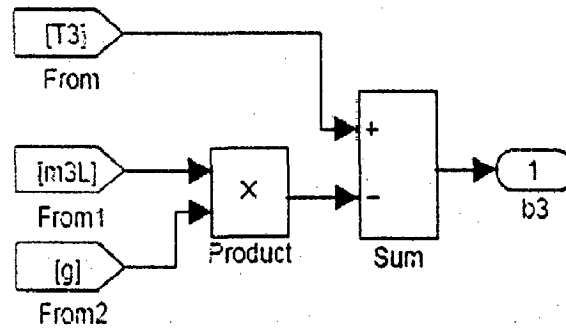 [T3]
From
+
[m3L]
From1
×
Product
−
Sum
1
b3
[g]
From2